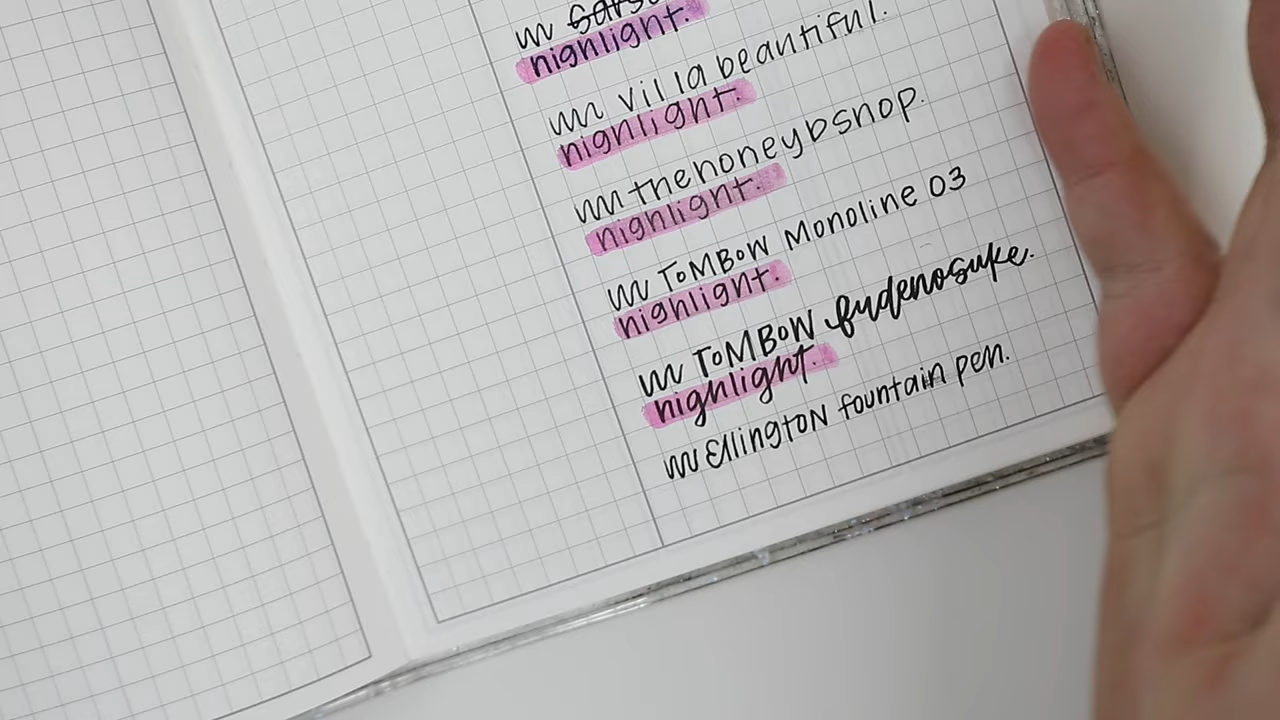 highlight.
villa beautiful.
highlight.
thehoneybshop.
highlight.
TOMBOW Monoline 03
highlight.
TOMBOW fudenosuke.
highlight.
Ellington fountain pen.